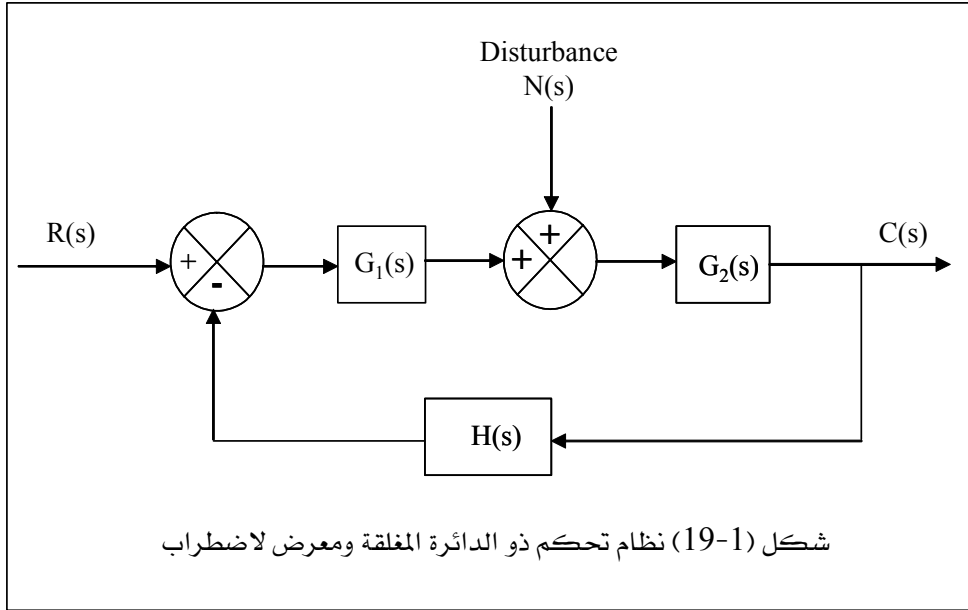 Disturbance
N(s)
R(s)
C(s)
+
-
G₁(s)
+
+
G₂(s)
H(s)
شكل (1-19) نظام تحكم ذو الدائرة المغلقة ومعرض لاضطراب